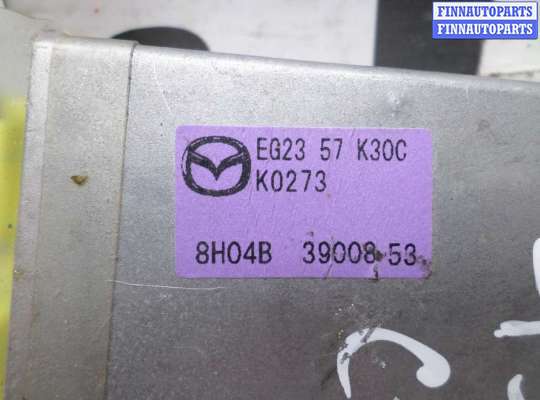 FINNAUTOPARTS
FINNAUTOPARTS
EG23 57 K30C
K0273
8H04B 39008 53